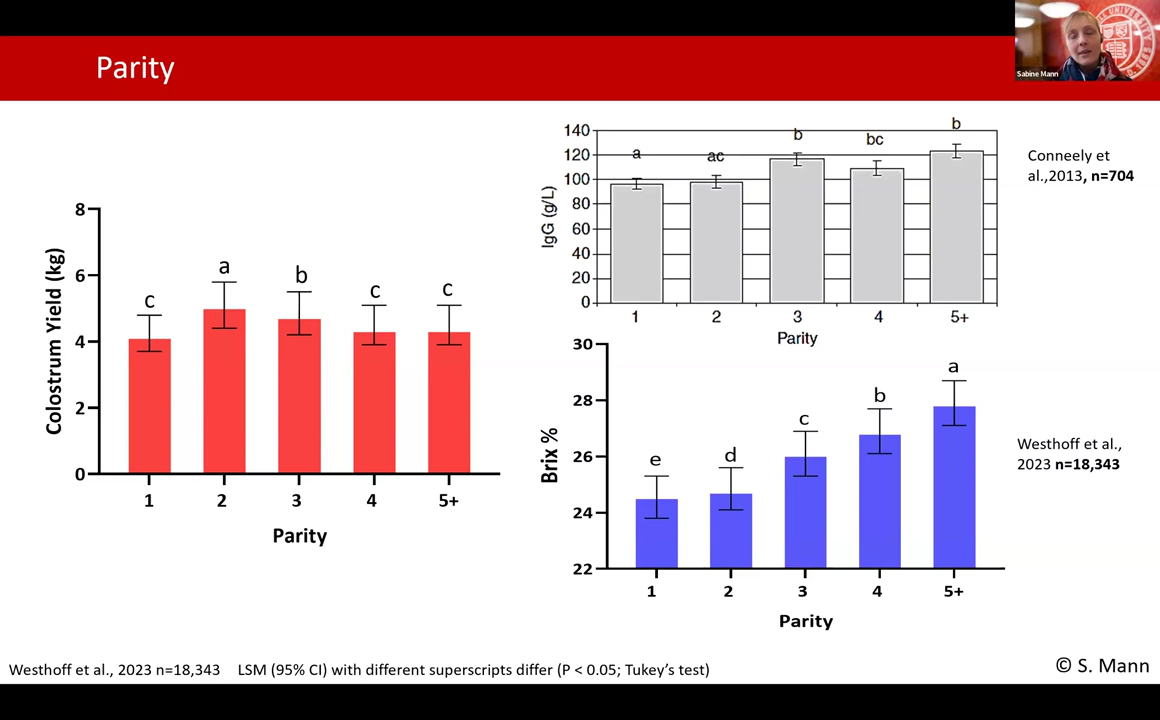 Parity
Sabine Mann
8
6
4
2
0
Colostrum Yield (kg)
c
a
b
c
c
1 2 3 4 5+
Parity
140
120
100
80
60
40
20
0
IgG (g/L)
a
ac
b
bc
b
1 2 3 4 5+
Parity
Conneely et
al.,2013, n=704
30
28
26
24
22
Brix %
e
d
c
b
a
1 2 3 4 5+
Parity
Westhoff et al.,
2023 n=18,343
Westhoff et al., 2023 n=18,343 LSM (95% CI) with different superscripts differ (P < 0.05; Tukey’s test)
© S. Mann